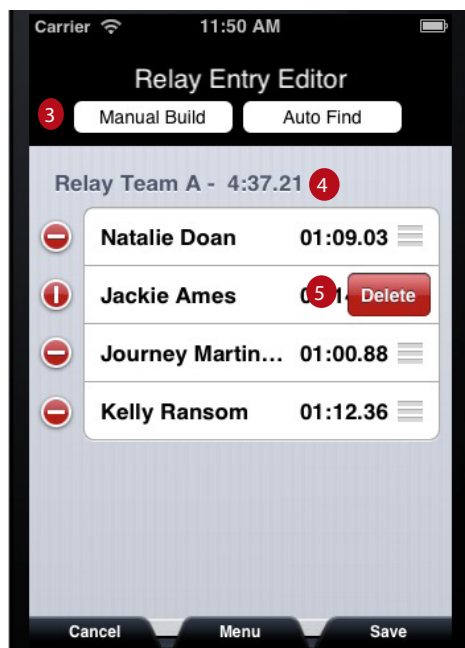 Carrier 11:50 AM
Relay Entry Editor
3 Manual Build Auto Find
Relay Team A - 4:37.21 4
Natalie Doan 01:09.03
Jackie Ames 5 Delete
Journey Martin... 01:00.88
Kelly Ransom 01:12.36
Cancel Menu Save